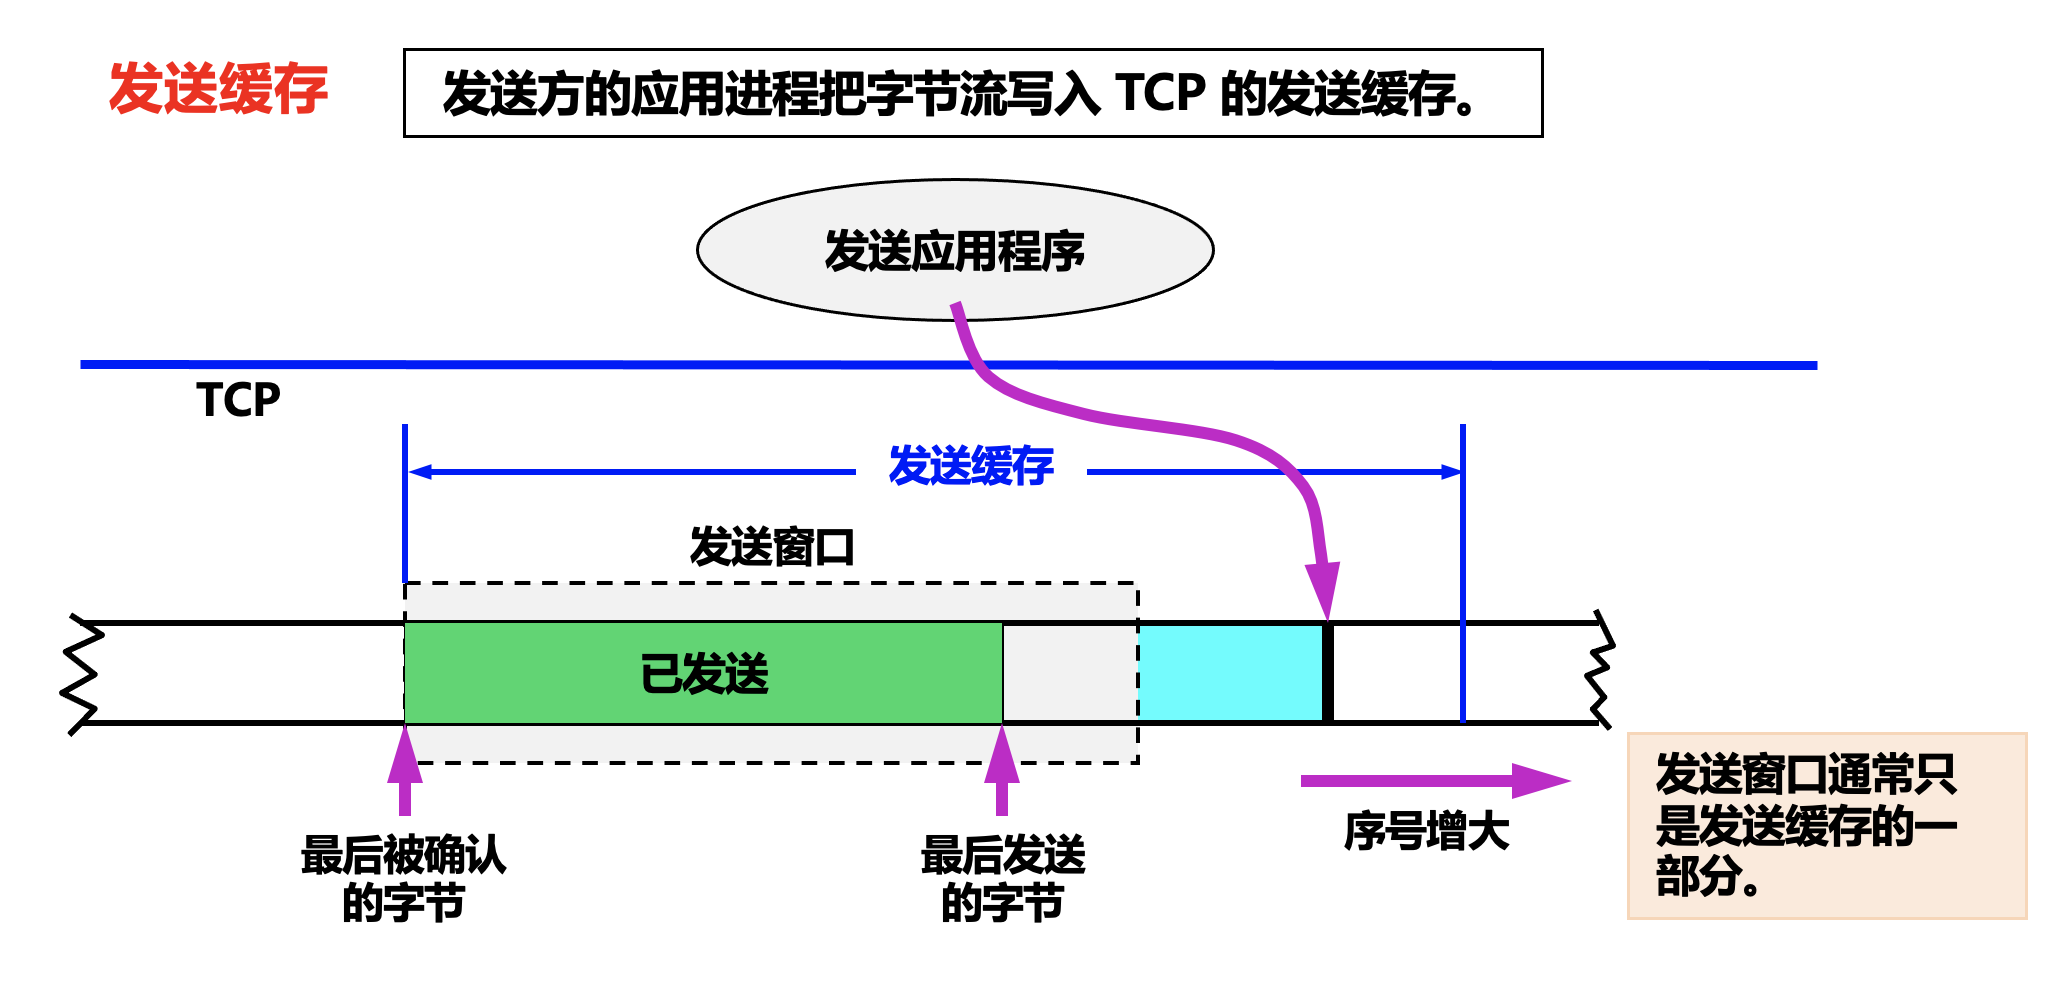 发送缓存
发送方的应用进程把字节流写入 TCP 的发送缓存。
发送应用程序
TCP
发送缓存
发送窗口
已发送
最后被确认
的字节
最后发送
的字节
序号增大
发送窗口通常只
是发送缓存的一
部分。